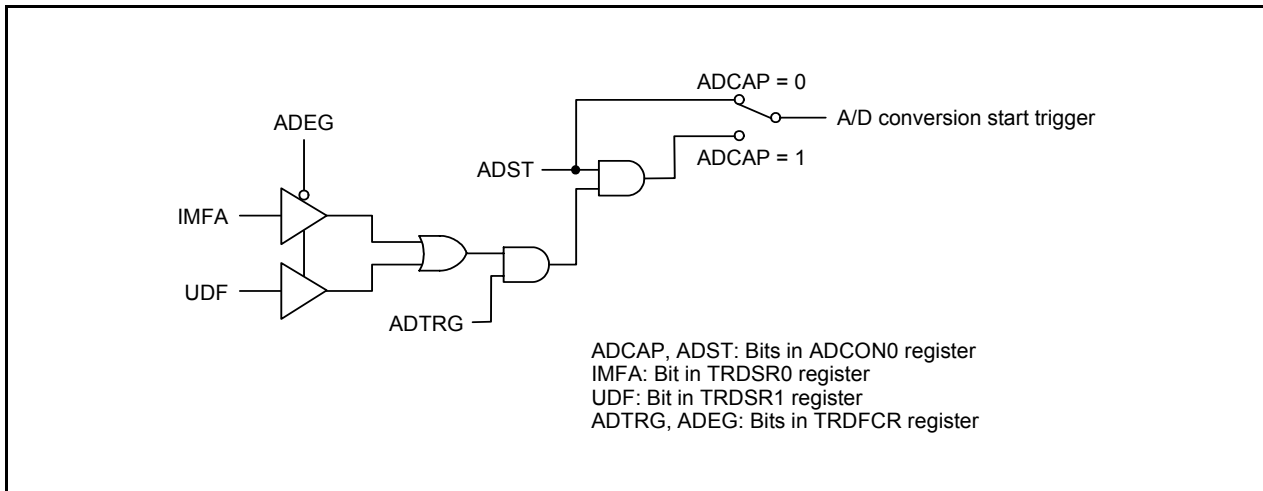 ADCAP = 0
A/D conversion start trigger
ADEG
ADCAP = 1
ADST
IMFA
UDF
ADTRG
ADCAP, ADST: Bits in ADCON0 register
IMFA: Bit in TRDSR0 register
UDF: Bit in TRDSR1 register
ADTRG, ADEG: Bits in TRDFCR register